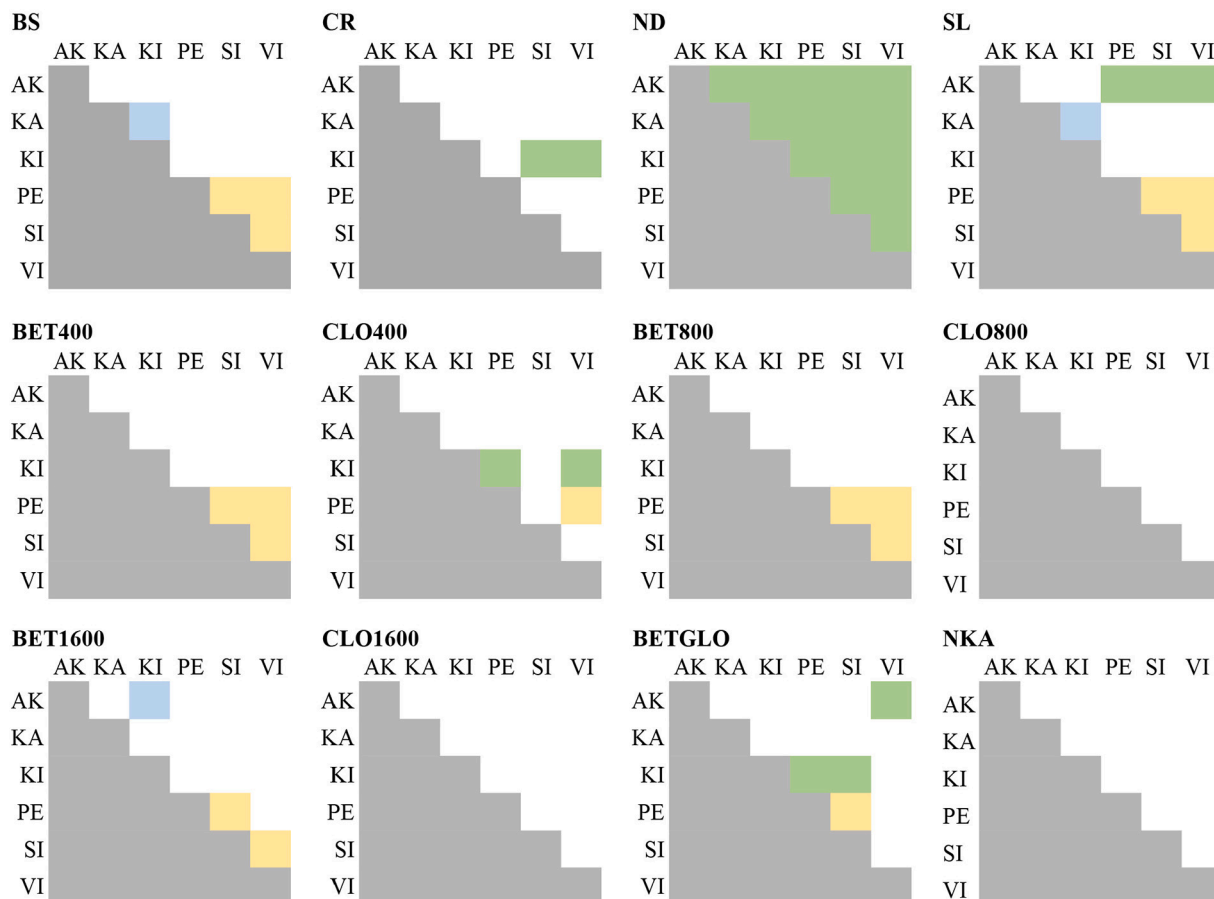 BS CR ND SL
AK KA KI PE SI VI AK KA KI PE SI VI AK KA KI PE SI VI AK KA KI PE SI VI
AK AK AK AK
KA KA KA KA
KI KI KI KI
PE PE PE PE
SI SI SI SI
VI VI VI VI
BET400 CLO400 BET800 CLO800
AK KA KI PE SI VI AK KA KI PE SI VI AK KA KI PE SI VI AK KA KI PE SI VI
AK AK AK AK
KA KA KA KA
KI KI KI KI
PE PE PE PE
SI SI SI SI
VI VI VI VI
BET1600 CLO1600 BETGLO NKA
AK KA KI PE SI VI AK KA KI PE SI VI AK KA KI PE SI VI AK KA KI PE SI VI
AK AK AK AK
KA KA KA KA
KI KI KI KI
PE PE PE PE
SI SI SI SI
VI VI VI VI